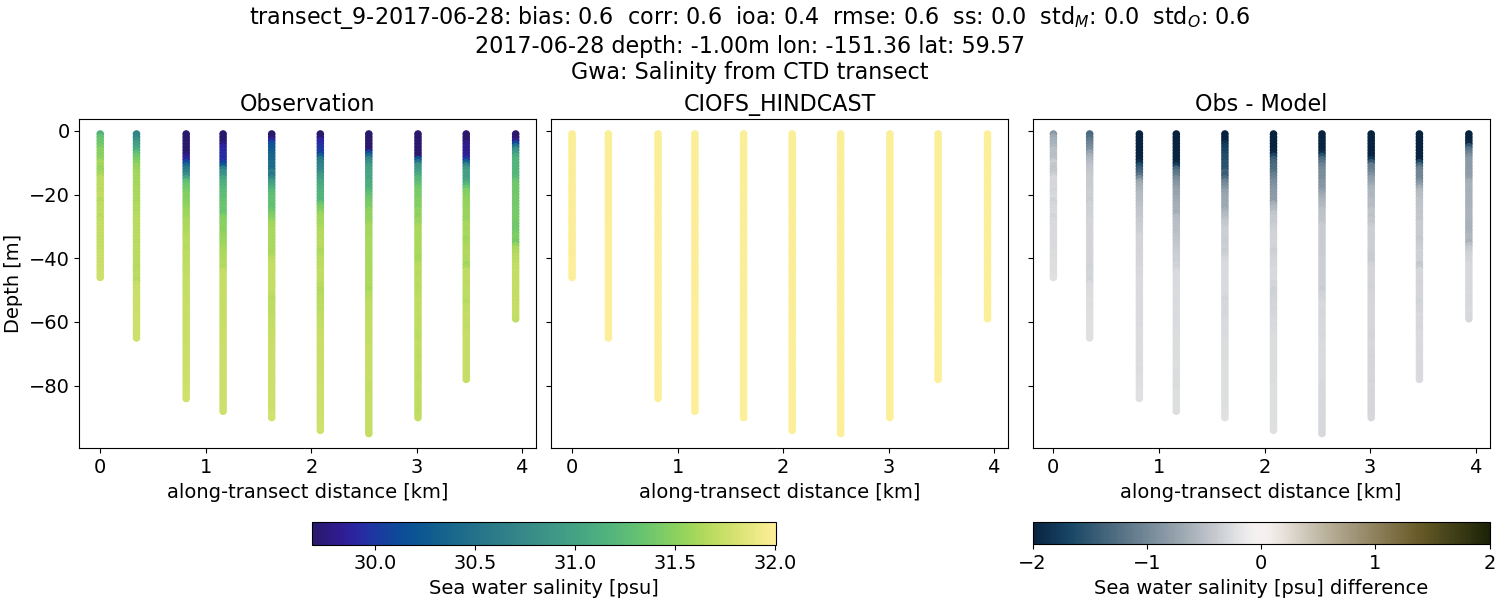 transect_9-2017-06-28: bias: 0.6 corr: 0.6 ioa: 0.4 rmse: 0.6 ss: 0.0 std_M: 0.0 std_O: 0.6
2017-06-28 depth: -1.00m lon: -151.36 lat: 59.57
Gwa: Salinity from CTD transect
Observation
CIOFS_HINDCAST
Obs - Model
Depth [m]
0
−20
−40
−60
−80
0 1 2 3 4
0 1 2 3 4
0 1 2 3 4
along-transect distance [km]
along-transect distance [km]
along-transect distance [km]
30.0 30.5 31.0 31.5 32.0
Sea water salinity [psu]
−2 −1 0 1 2
Sea water salinity [psu] difference